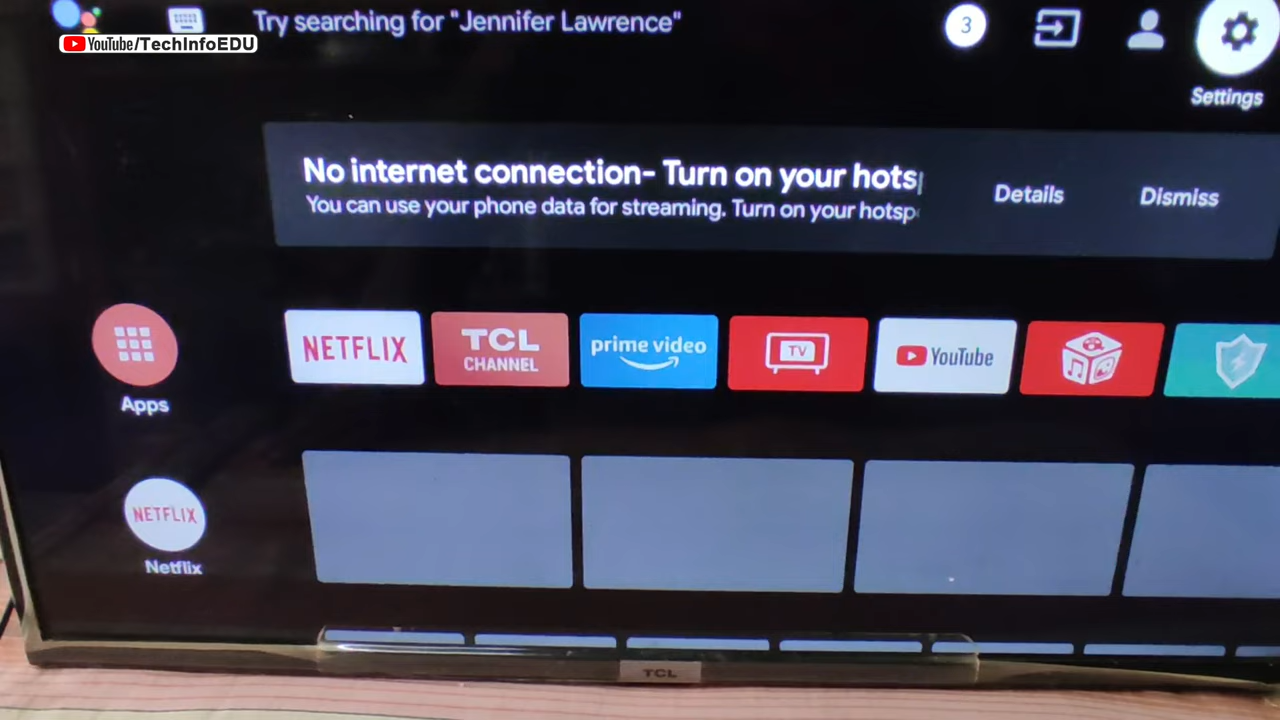 Try searching for "Jennifer Lawrence"
3
YouTube/TechInfoEDU
Settings
No internet connection- Turn on your hots
You can use your phone data for streaming. Turn on your hotsp
Details
Dismiss
NETFLIX
TCL
CHANNEL
prime video
TV
YouTube
Apps
NETFLIX
Netflix
TCL